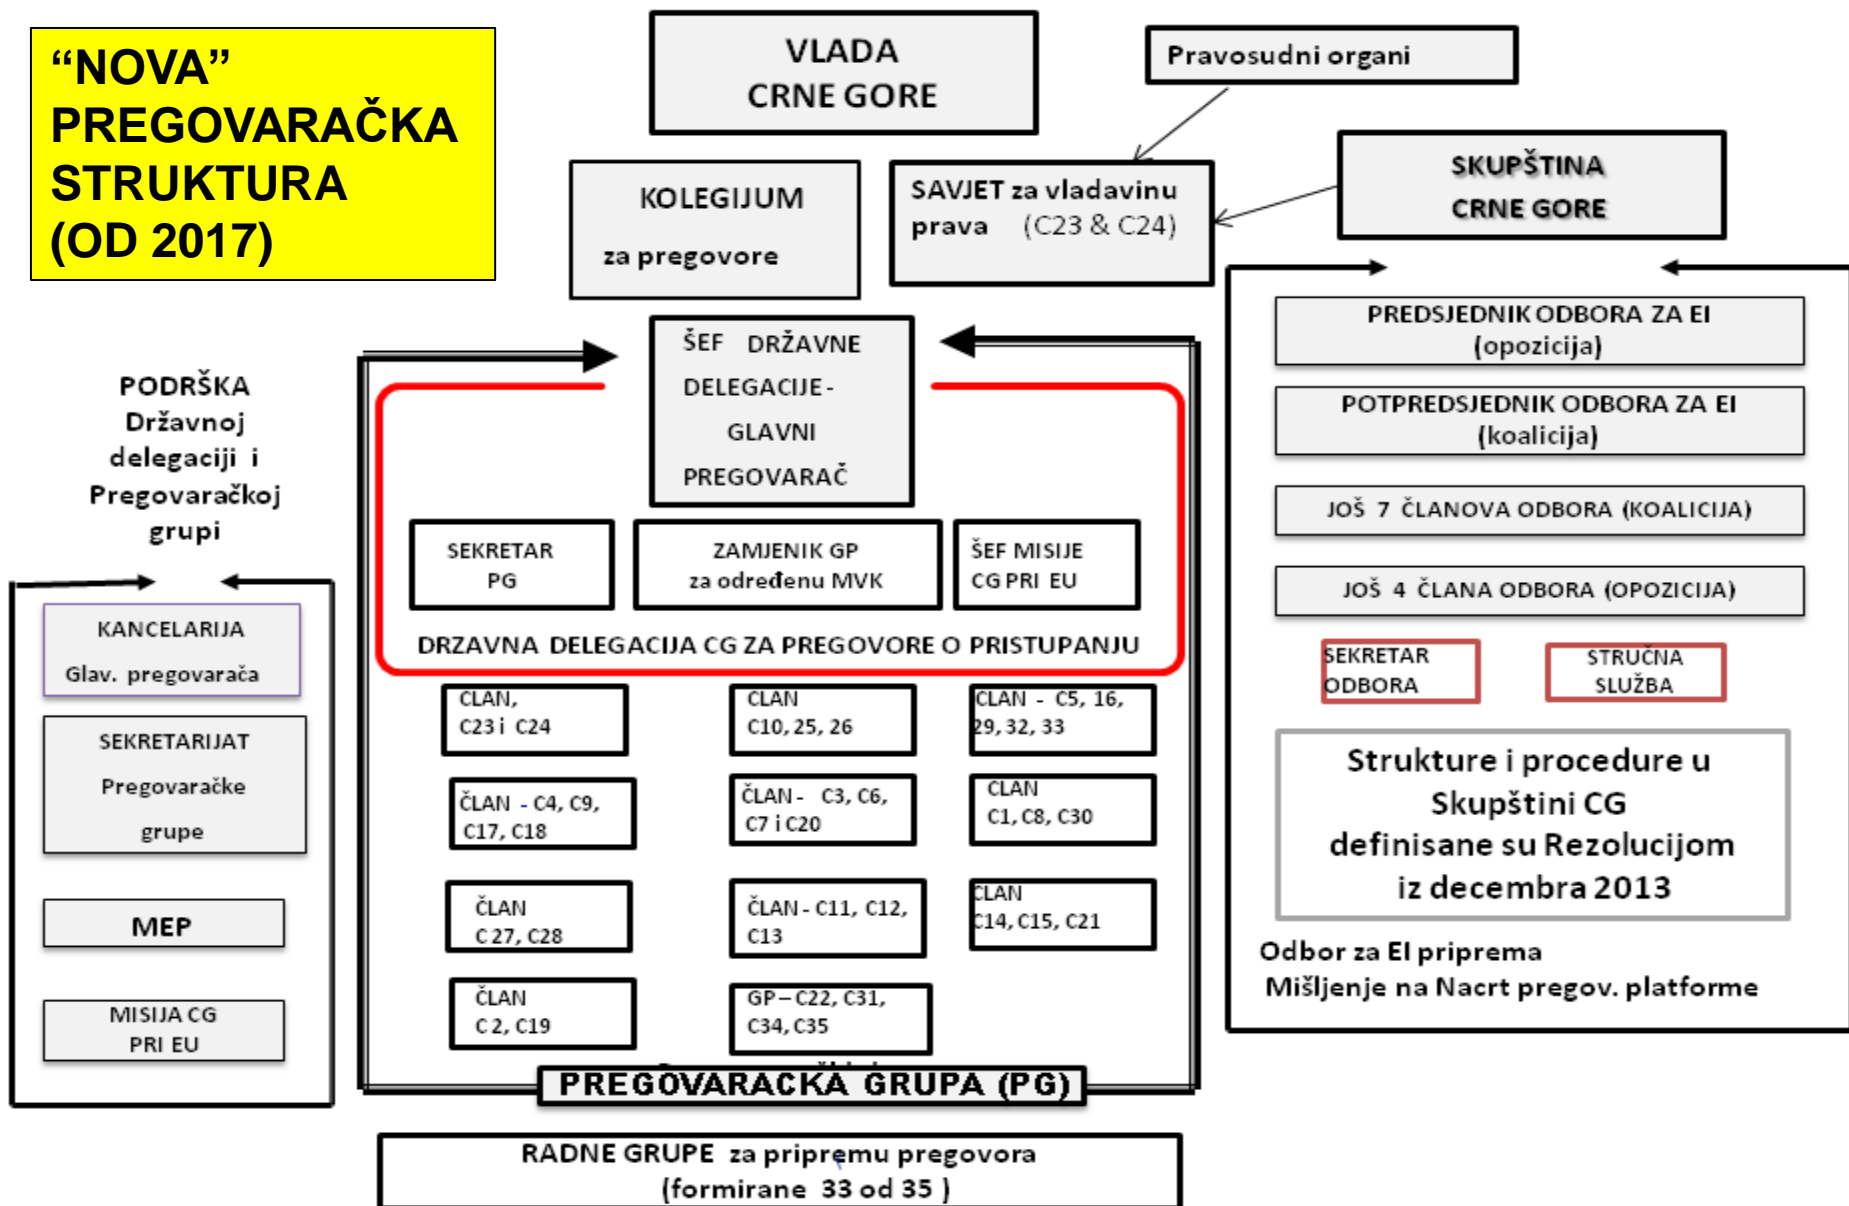 “NOVA”
PREGOVARAČKA
STRUKTURA
(OD 2017)
VLADA
CRNE GORE
Pravosudni organi
KOLEGIJUM
za pregovore
SAVJET za vladavinu
prava (C23 & C24)
SKUPŠTINA
CRNE GORE
ŠEF DRŽAVNE
DELEGACIJE-
GLAVNI
PREGOVARAČ
SEKRETAR
PG
ZAMJENIK GP
za određenu MVK
ŠEF MISIJE
CG PRI EU
DRZAVNA DELEGACIJA CG ZA PREGOVORE O PRISTUPANJU
CLAN,
C23 i C24
CLAN
C10, 25, 26
CLAN - C5, 16,
29, 32, 33
ČLAN - C4, C9,
C17, C18
ČLAN- C3, C6,
C7 i C20
CLAN
C1, C8, C30
ČLAN
C 27, C28
ČLAN - C11, C12,
C13
CLAN
C14, C15, C21
ČLAN
C 2, C19
GP – C22, C31,
C34, C35
PREGOVARACKA GRUPA (PG)
RADNE GRUPE za pripremu pregovora
(formirane 33 od 35 )
PODRŠKA
Državnoj
delegaciji i
Pregovaračkoj
grupi
KANCELARIJA
Glav. pregovarača
SEKRETARIJAT
Pregovaračke
grupe
MEP
MISIJA CG
PRI EU
PREDSJEDNIK ODBORA ZA EI
(opozicija)
POTPREDSJEDNIK ODBORA ZA EI
(koalicija)
JOŠ 7 ČLANOVA ODBORA (KOALICIJA)
JOŠ 4 ČLANA ODBORA (OPOZICIJA)
SEKRETAR
ODBORA
STRUČNA
SLUŽBA
Strukture i procedure u
Skupštini CG
definisane su Rezolucijom
iz decembra 2013
Odbor za EI priprema
Mišljenje na Nacrt pregov. platforme